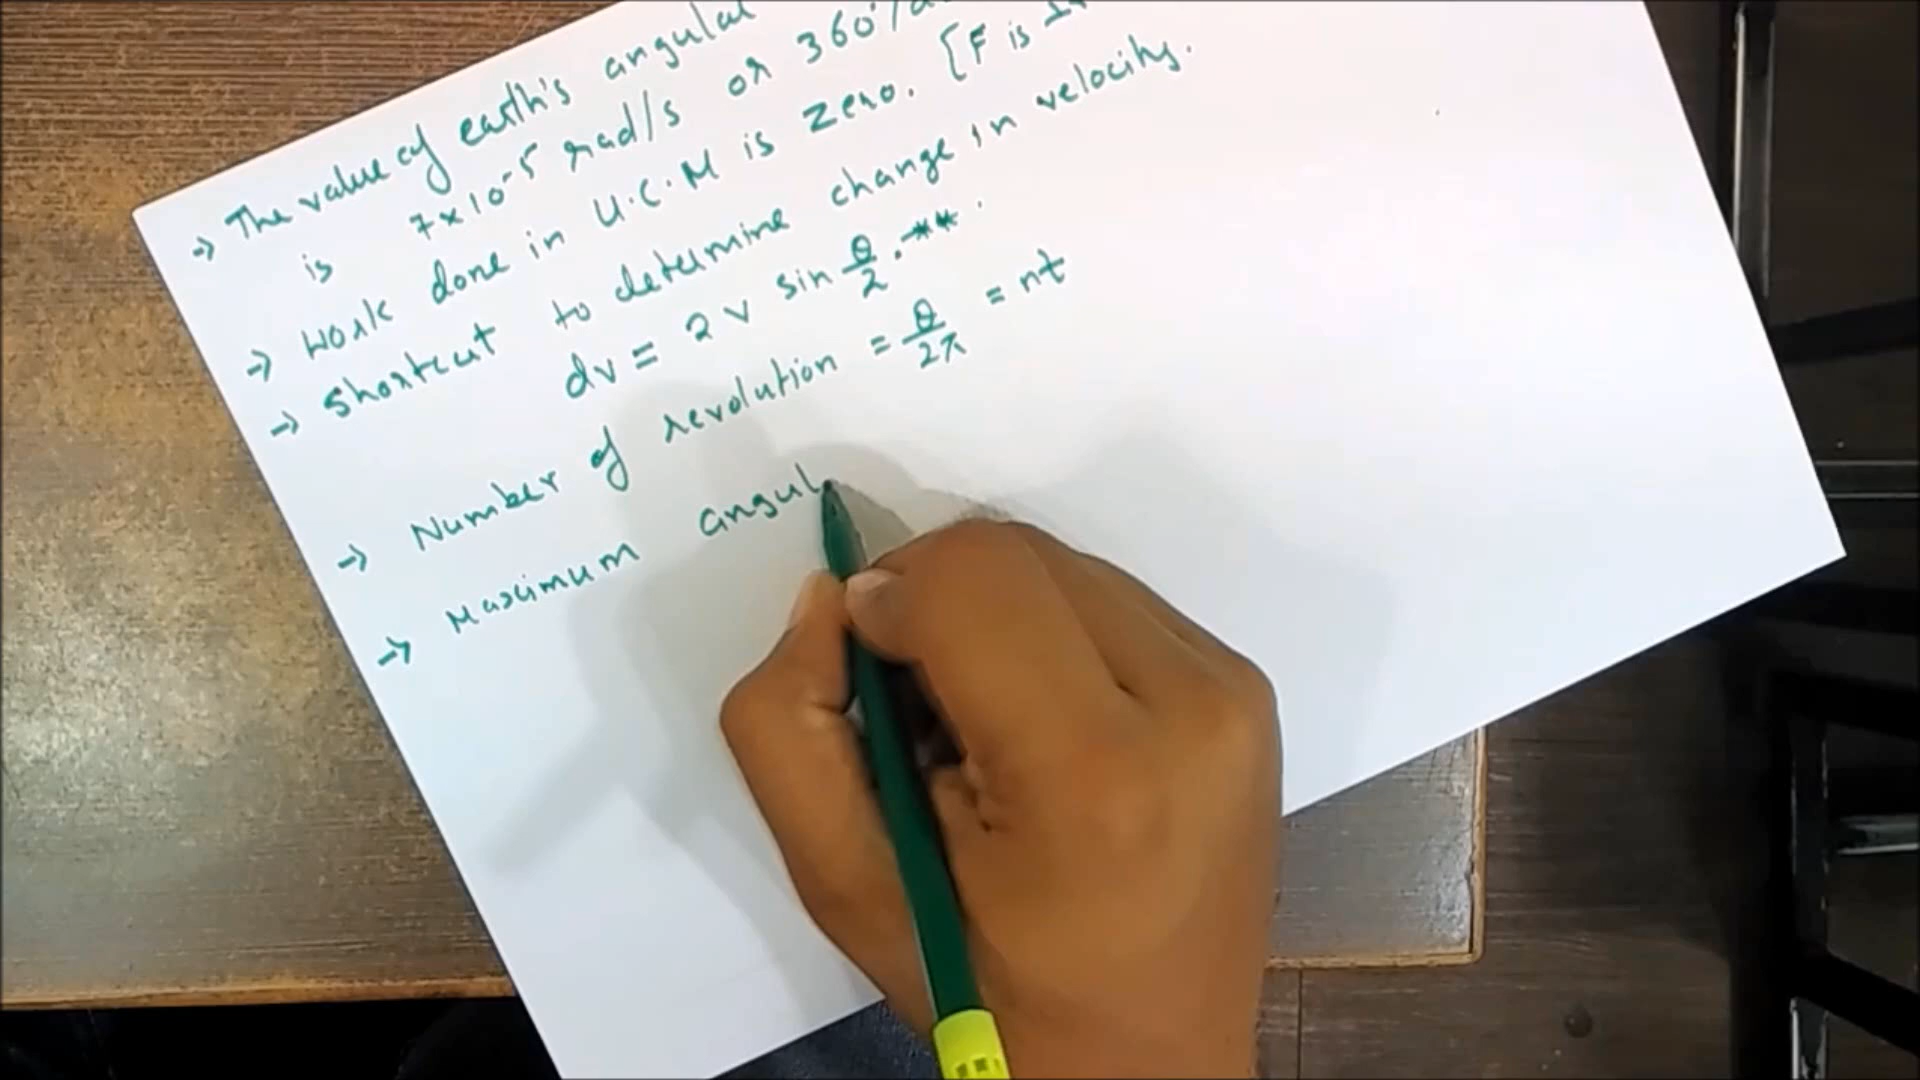 → The value of earth's angular
is 7×10⁻⁵ rad/s or 360°/
→ Work done in U.C.M is zero. [F is
→ Shortcut to determine change in velocity.
dv = 2v sin θ/2 . **.
→ Number of revolution = θ/2π = nt
→ Maximum angul